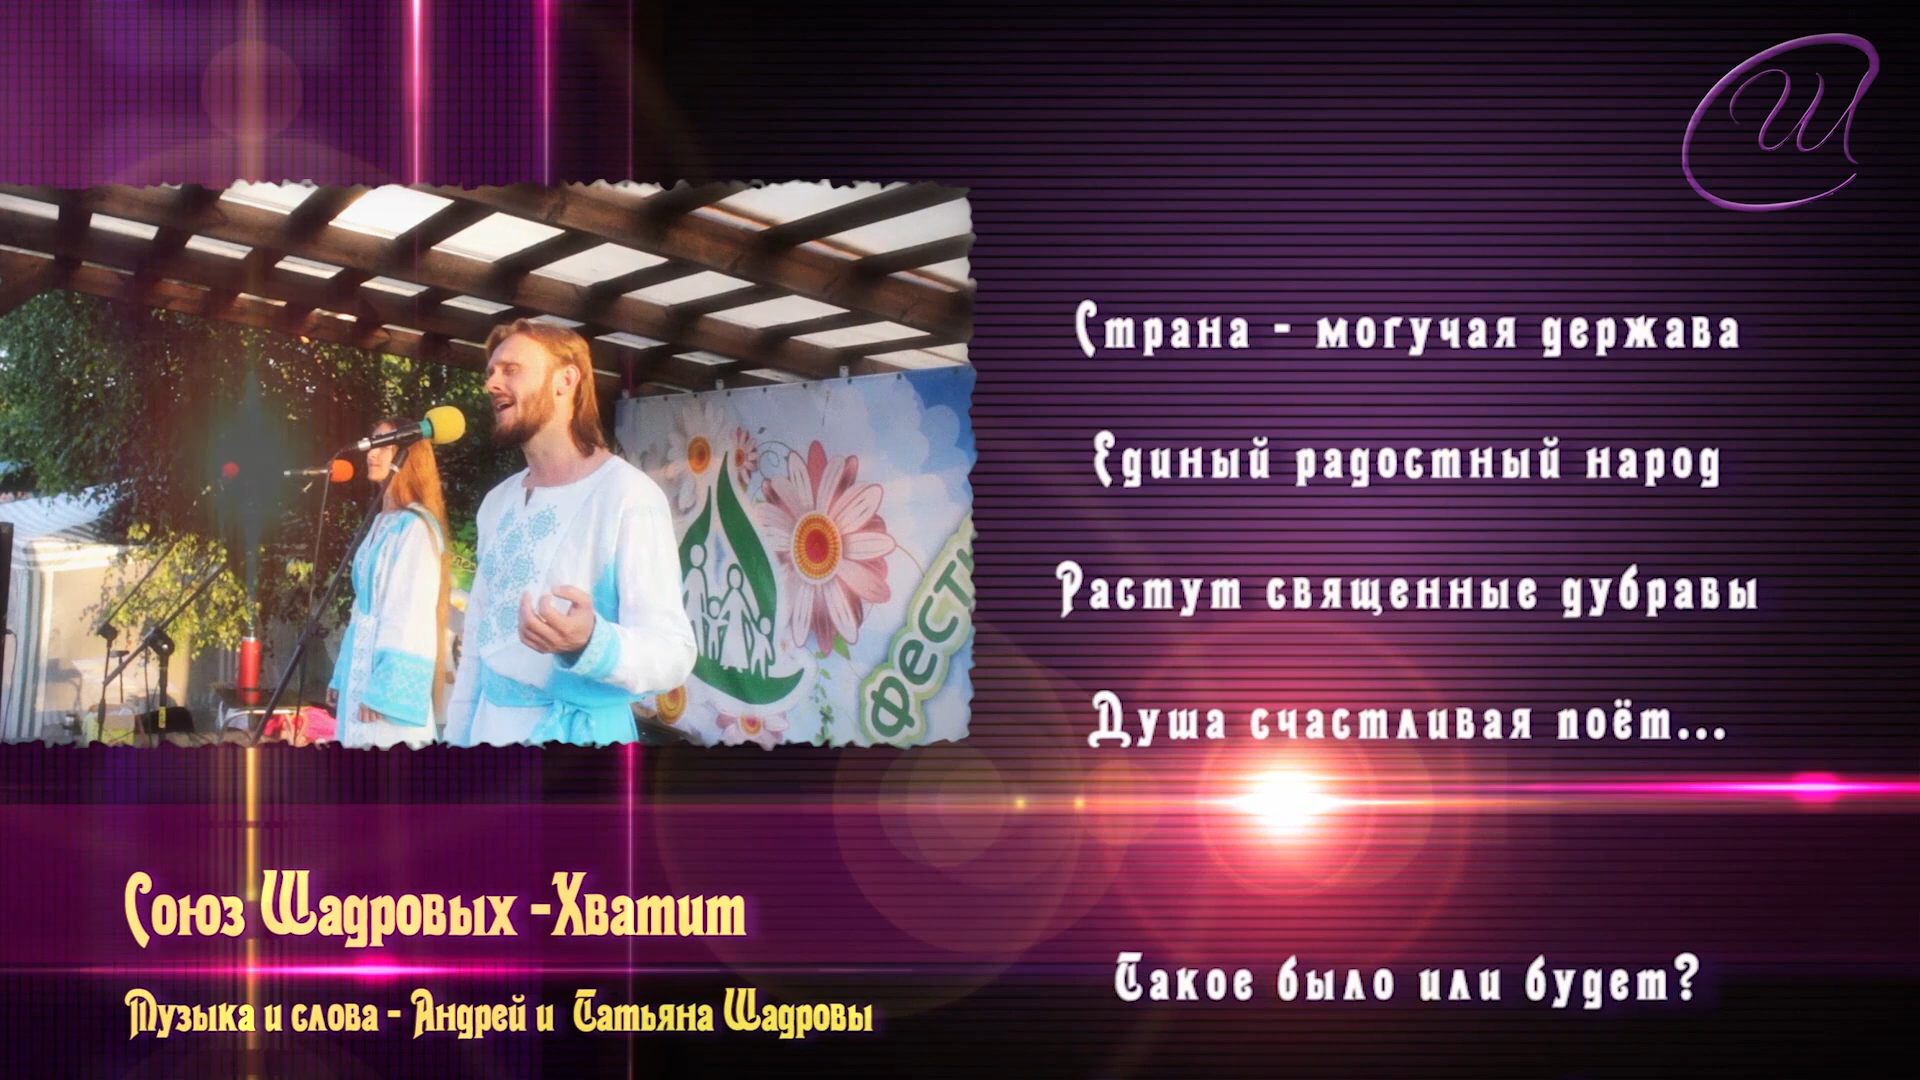 Ш
Фести
Страна - могучая держава
Единый радостный народ
Растут священные дубравы
Душа счастливая поёт...
Такое было или будет?
Союз Шадровых -Хватит
Музыка и слова - Андрей и Татьяна Шадровы